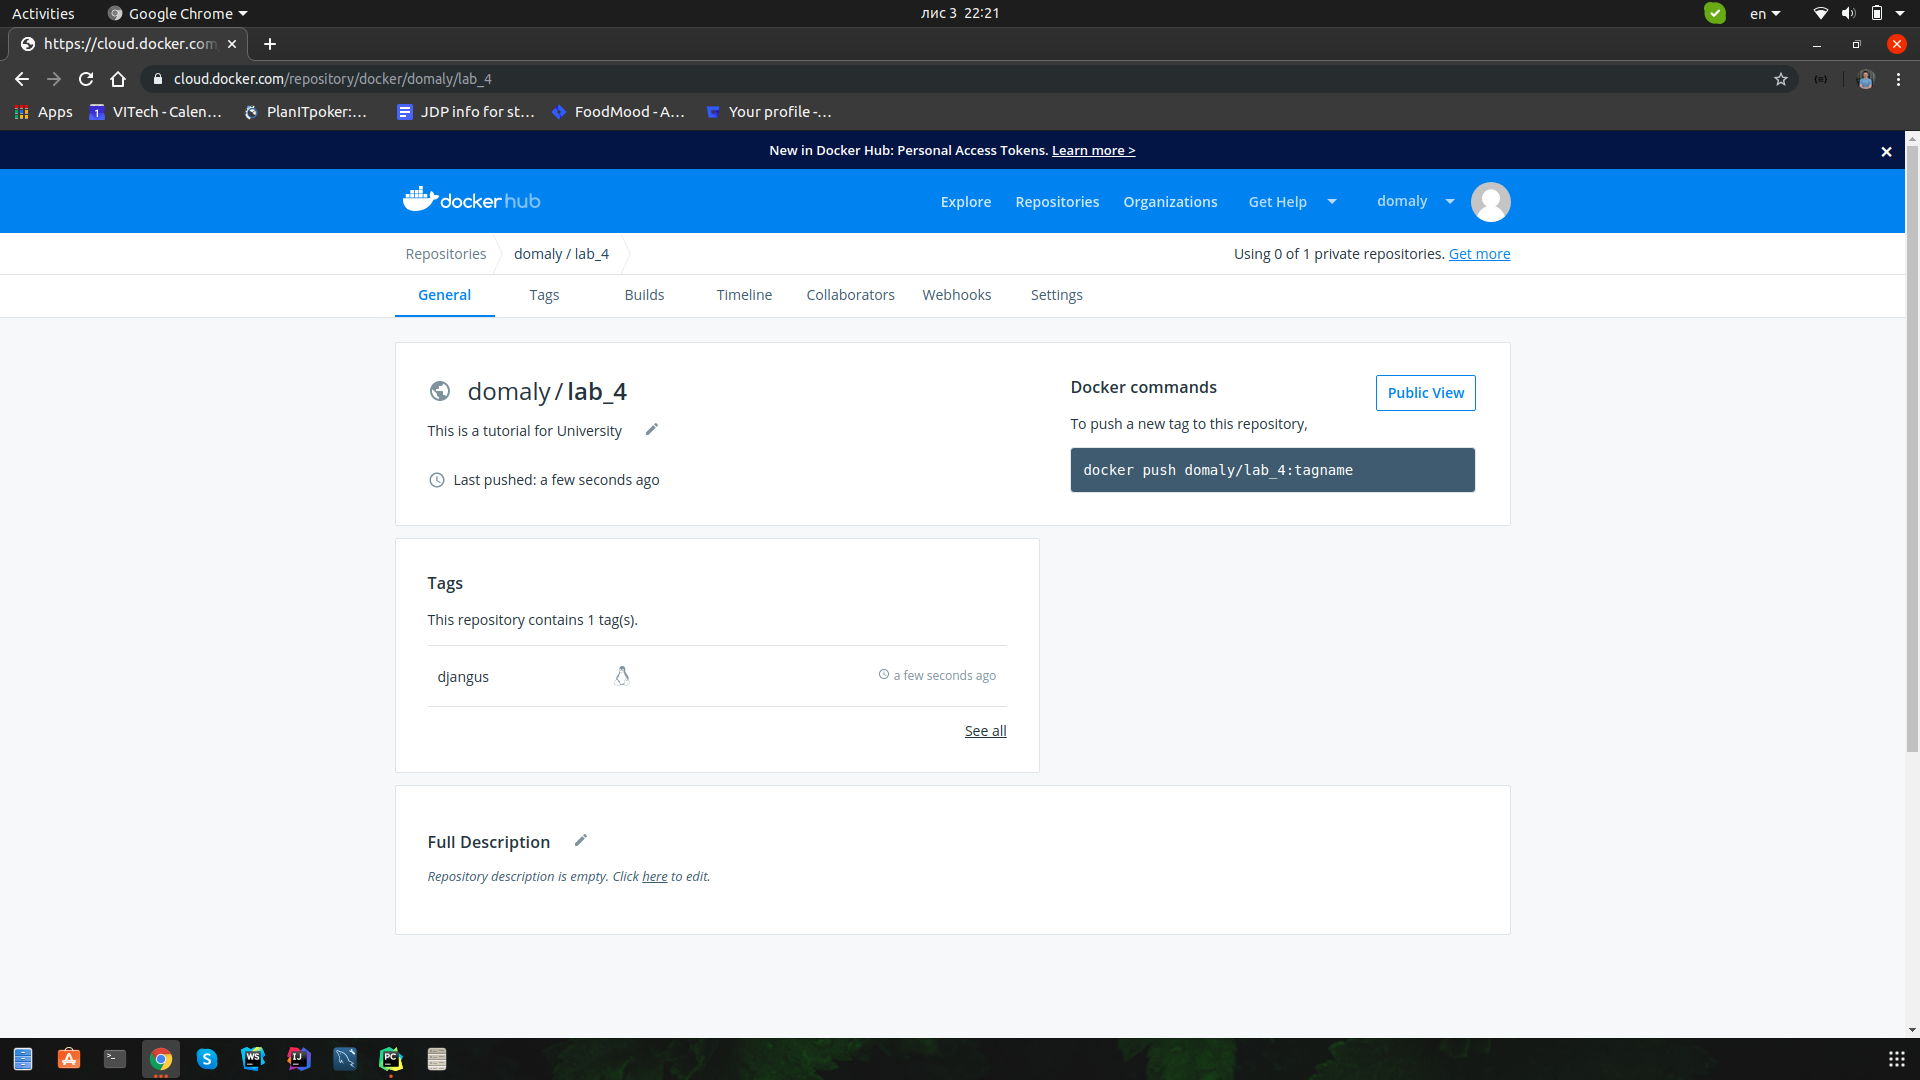 Activities
Google Chrome
лис 3 22:21
en
https://cloud.docker.com
cloud.docker.com/repository/docker/domaly/lab_4
Apps
VITech - Calen...
PlanITpoker:...
JDP info for st...
FoodMood - A...
Your profile -...
New in Docker Hub: Personal Access Tokens. Learn more >
docker hub
Explore
Repositories
Organizations
Get Help
domaly
Repositories
domaly / lab_4
Using 0 of 1 private repositories. Get more
General
Tags
Builds
Timeline
Collaborators
Webhooks
Settings
domaly / lab_4
This is a tutorial for University
Last pushed: a few seconds ago
Docker commands
Public View
To push a new tag to this repository,
docker push domaly/lab_4:tagname
Tags
This repository contains 1 tag(s).
djangus
a few seconds ago
See all
Full Description
Repository description is empty. Click here to edit.
S
WS
IJ
PC